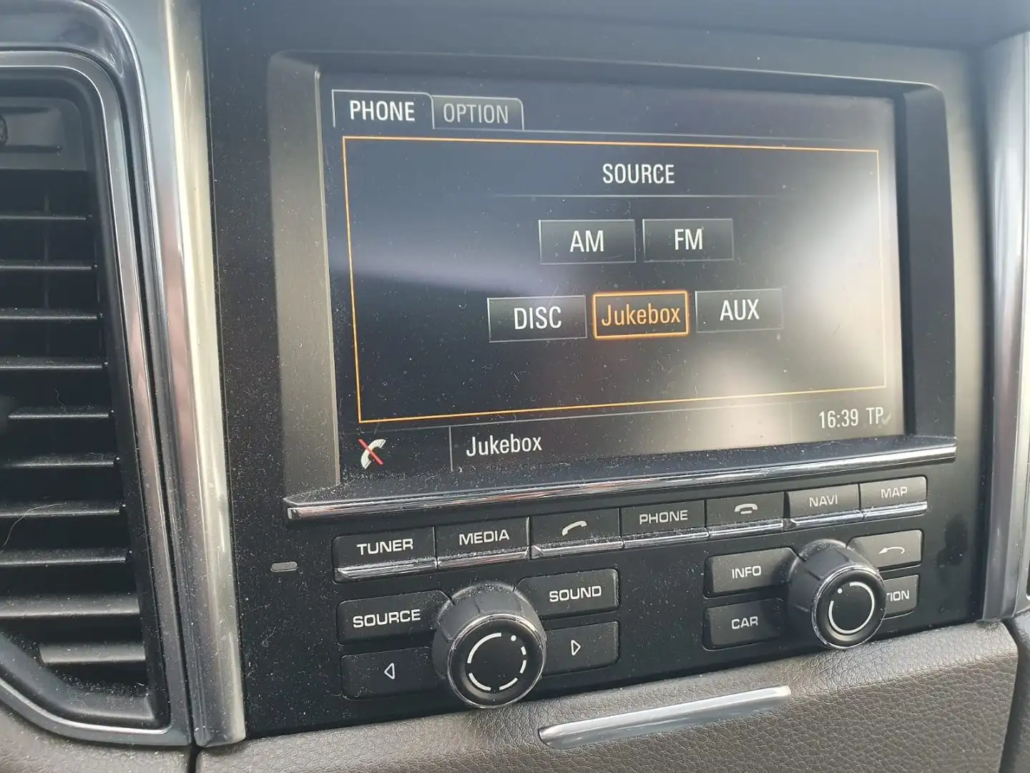 PHONE OPTION
SOURCE
AM FM
DISC Jukebox AUX
16:39 TP
Jukebox
TUNER MEDIA PHONE NAVI MAP
INFO
SOURCE SOUND CAR TION